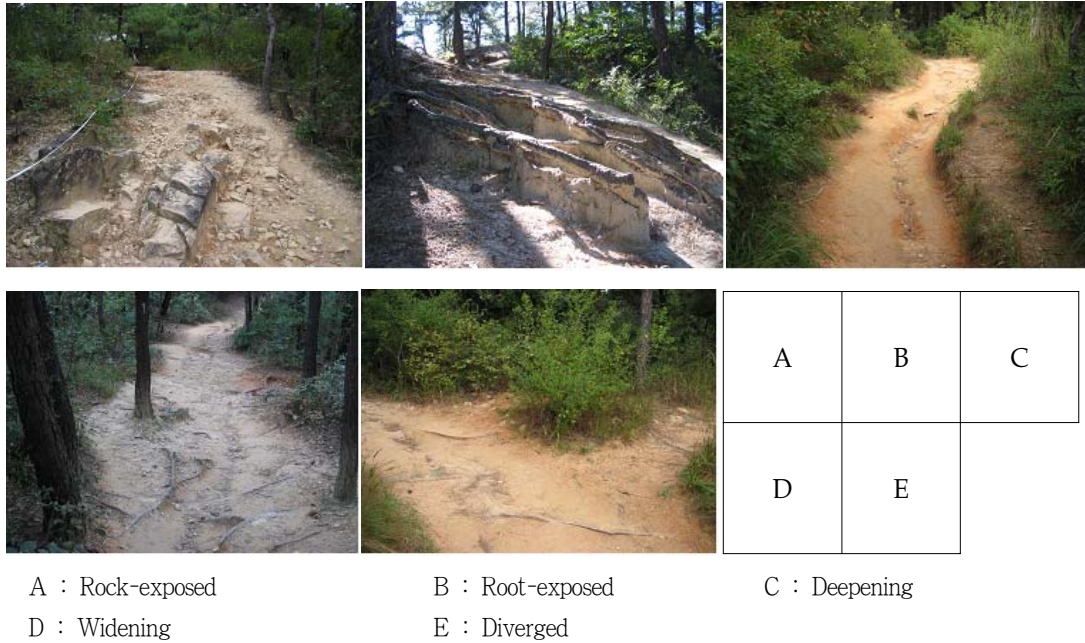 A B C
D E
A : Rock-exposed B : Root-exposed C : Deepening
D : Widening E : Diverged